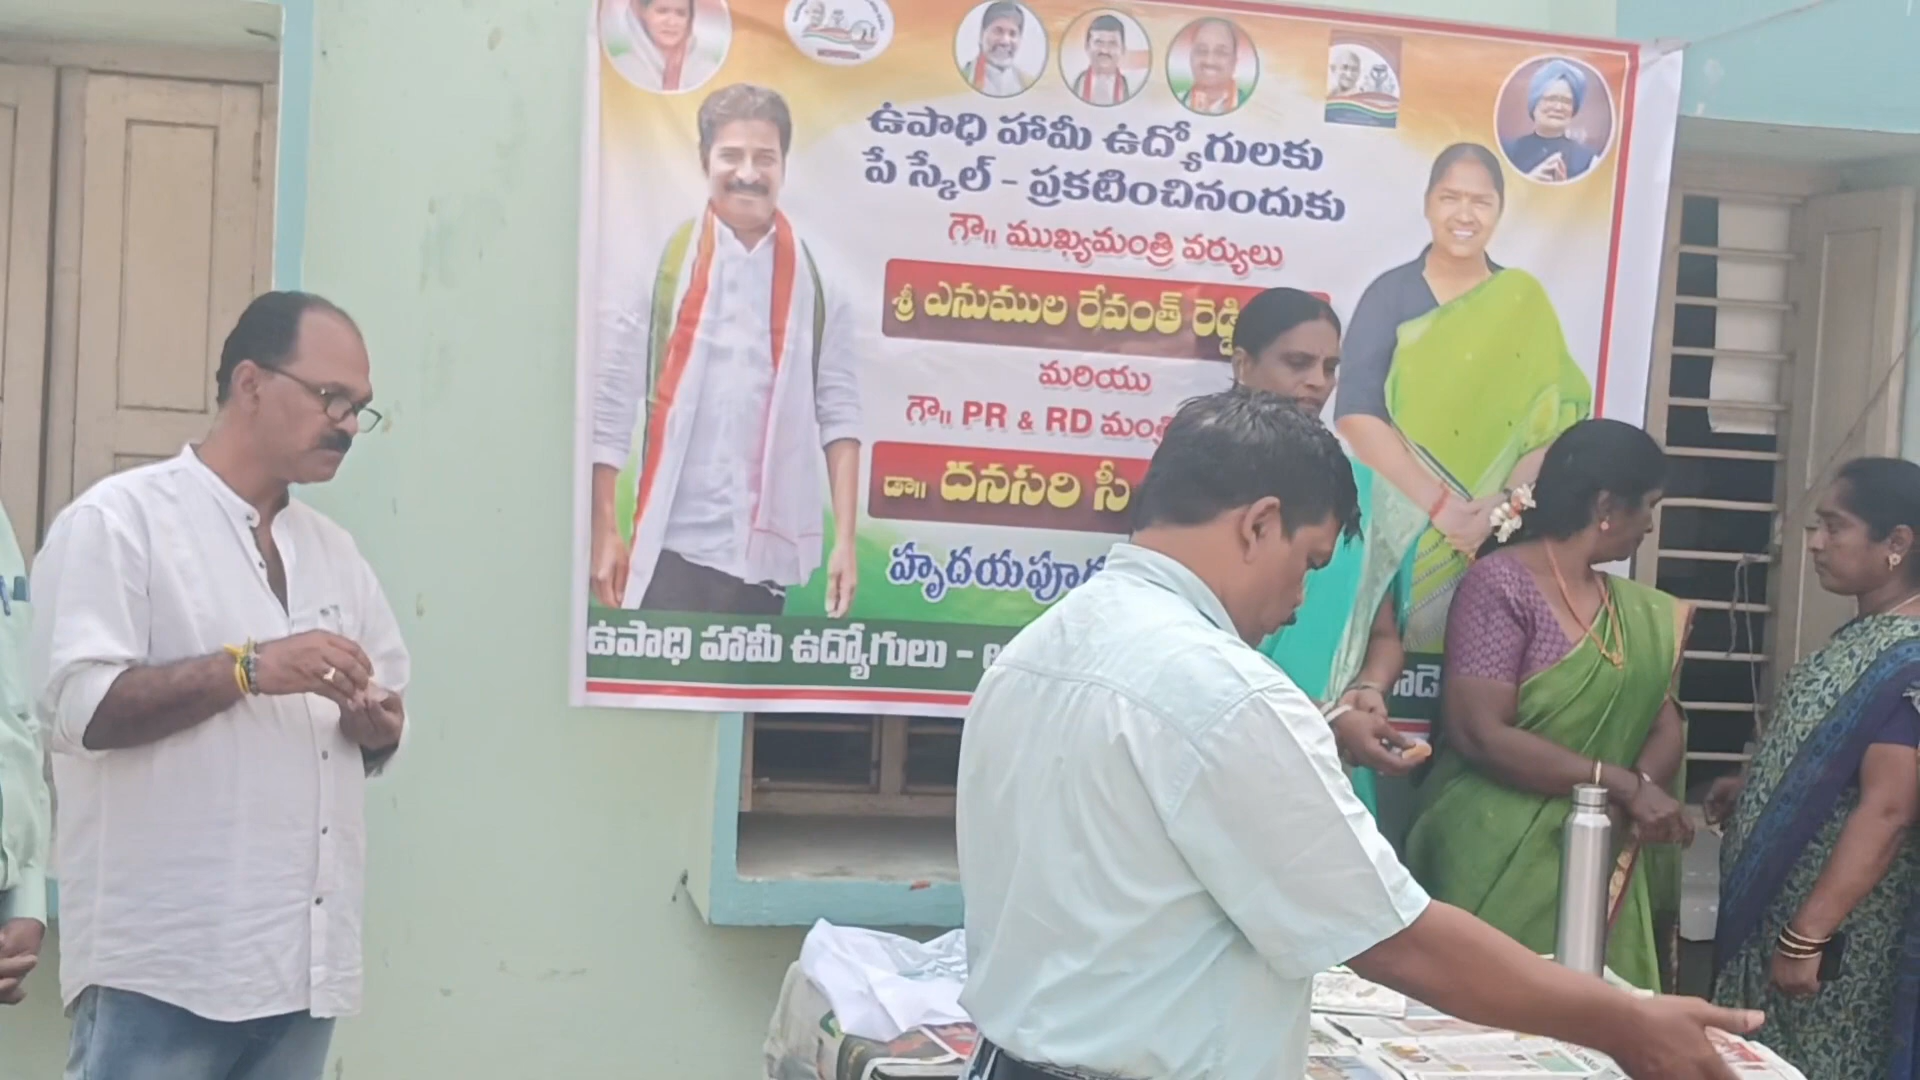 ఉపాధి హామీ ఉద్యోగులకు
పే స్కేల్ - ప్రకటించినందుకు
గౌ॥ ముఖ్యమంత్రి వర్యులు
శ్రీ ఎనుముల రేవంత్ రెడ్డి
మరియు
గౌ॥ PR & RD
డా॥ దనసరి
ఉపాధి హామీ ఉద్యోగులు -